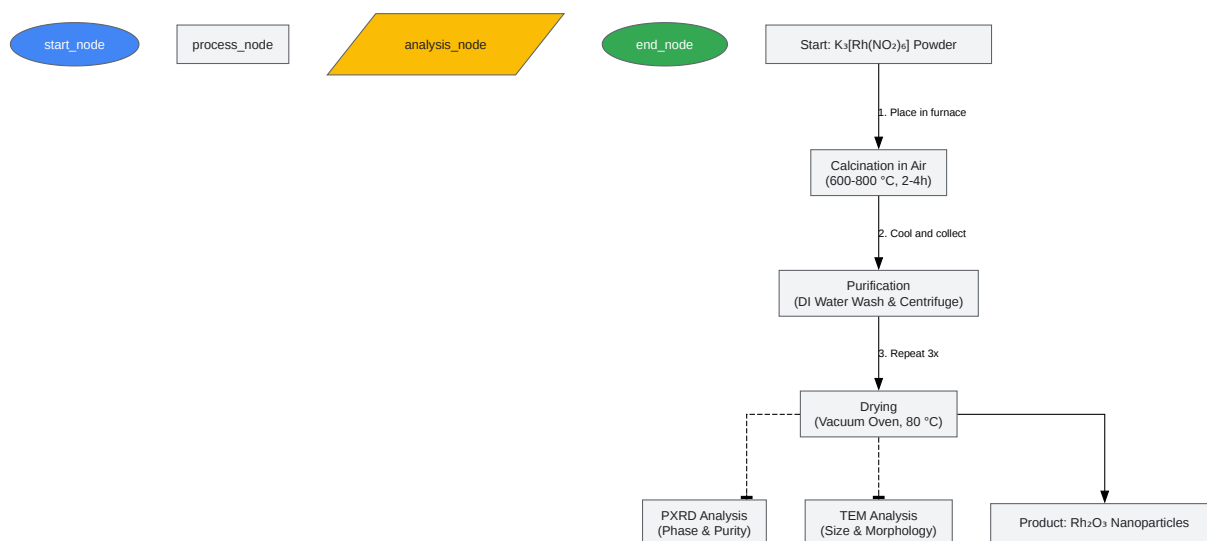 start_node
process_node
analysis_node
end_node
Start: K₃[Rh(NO₂)₆] Powder
1. Place in furnace
Calcination in Air
(600-800 °C, 2-4h)
2. Cool and collect
Purification
(DI Water Wash & Centrifuge)
3. Repeat 3x
Drying
(Vacuum Oven, 80 °C)
PXRD Analysis
(Phase & Purity)
TEM Analysis
(Size & Morphology)
Product: Rh₂O₃ Nanoparticles